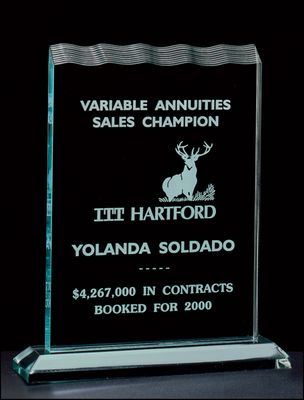 VARIABLE ANNUITIES
SALES CHAMPION
ITT HARTFORD
YOLANDA SOLDADO
-----
$4,267,000 IN CONTRACTS
BOOKED FOR 2000